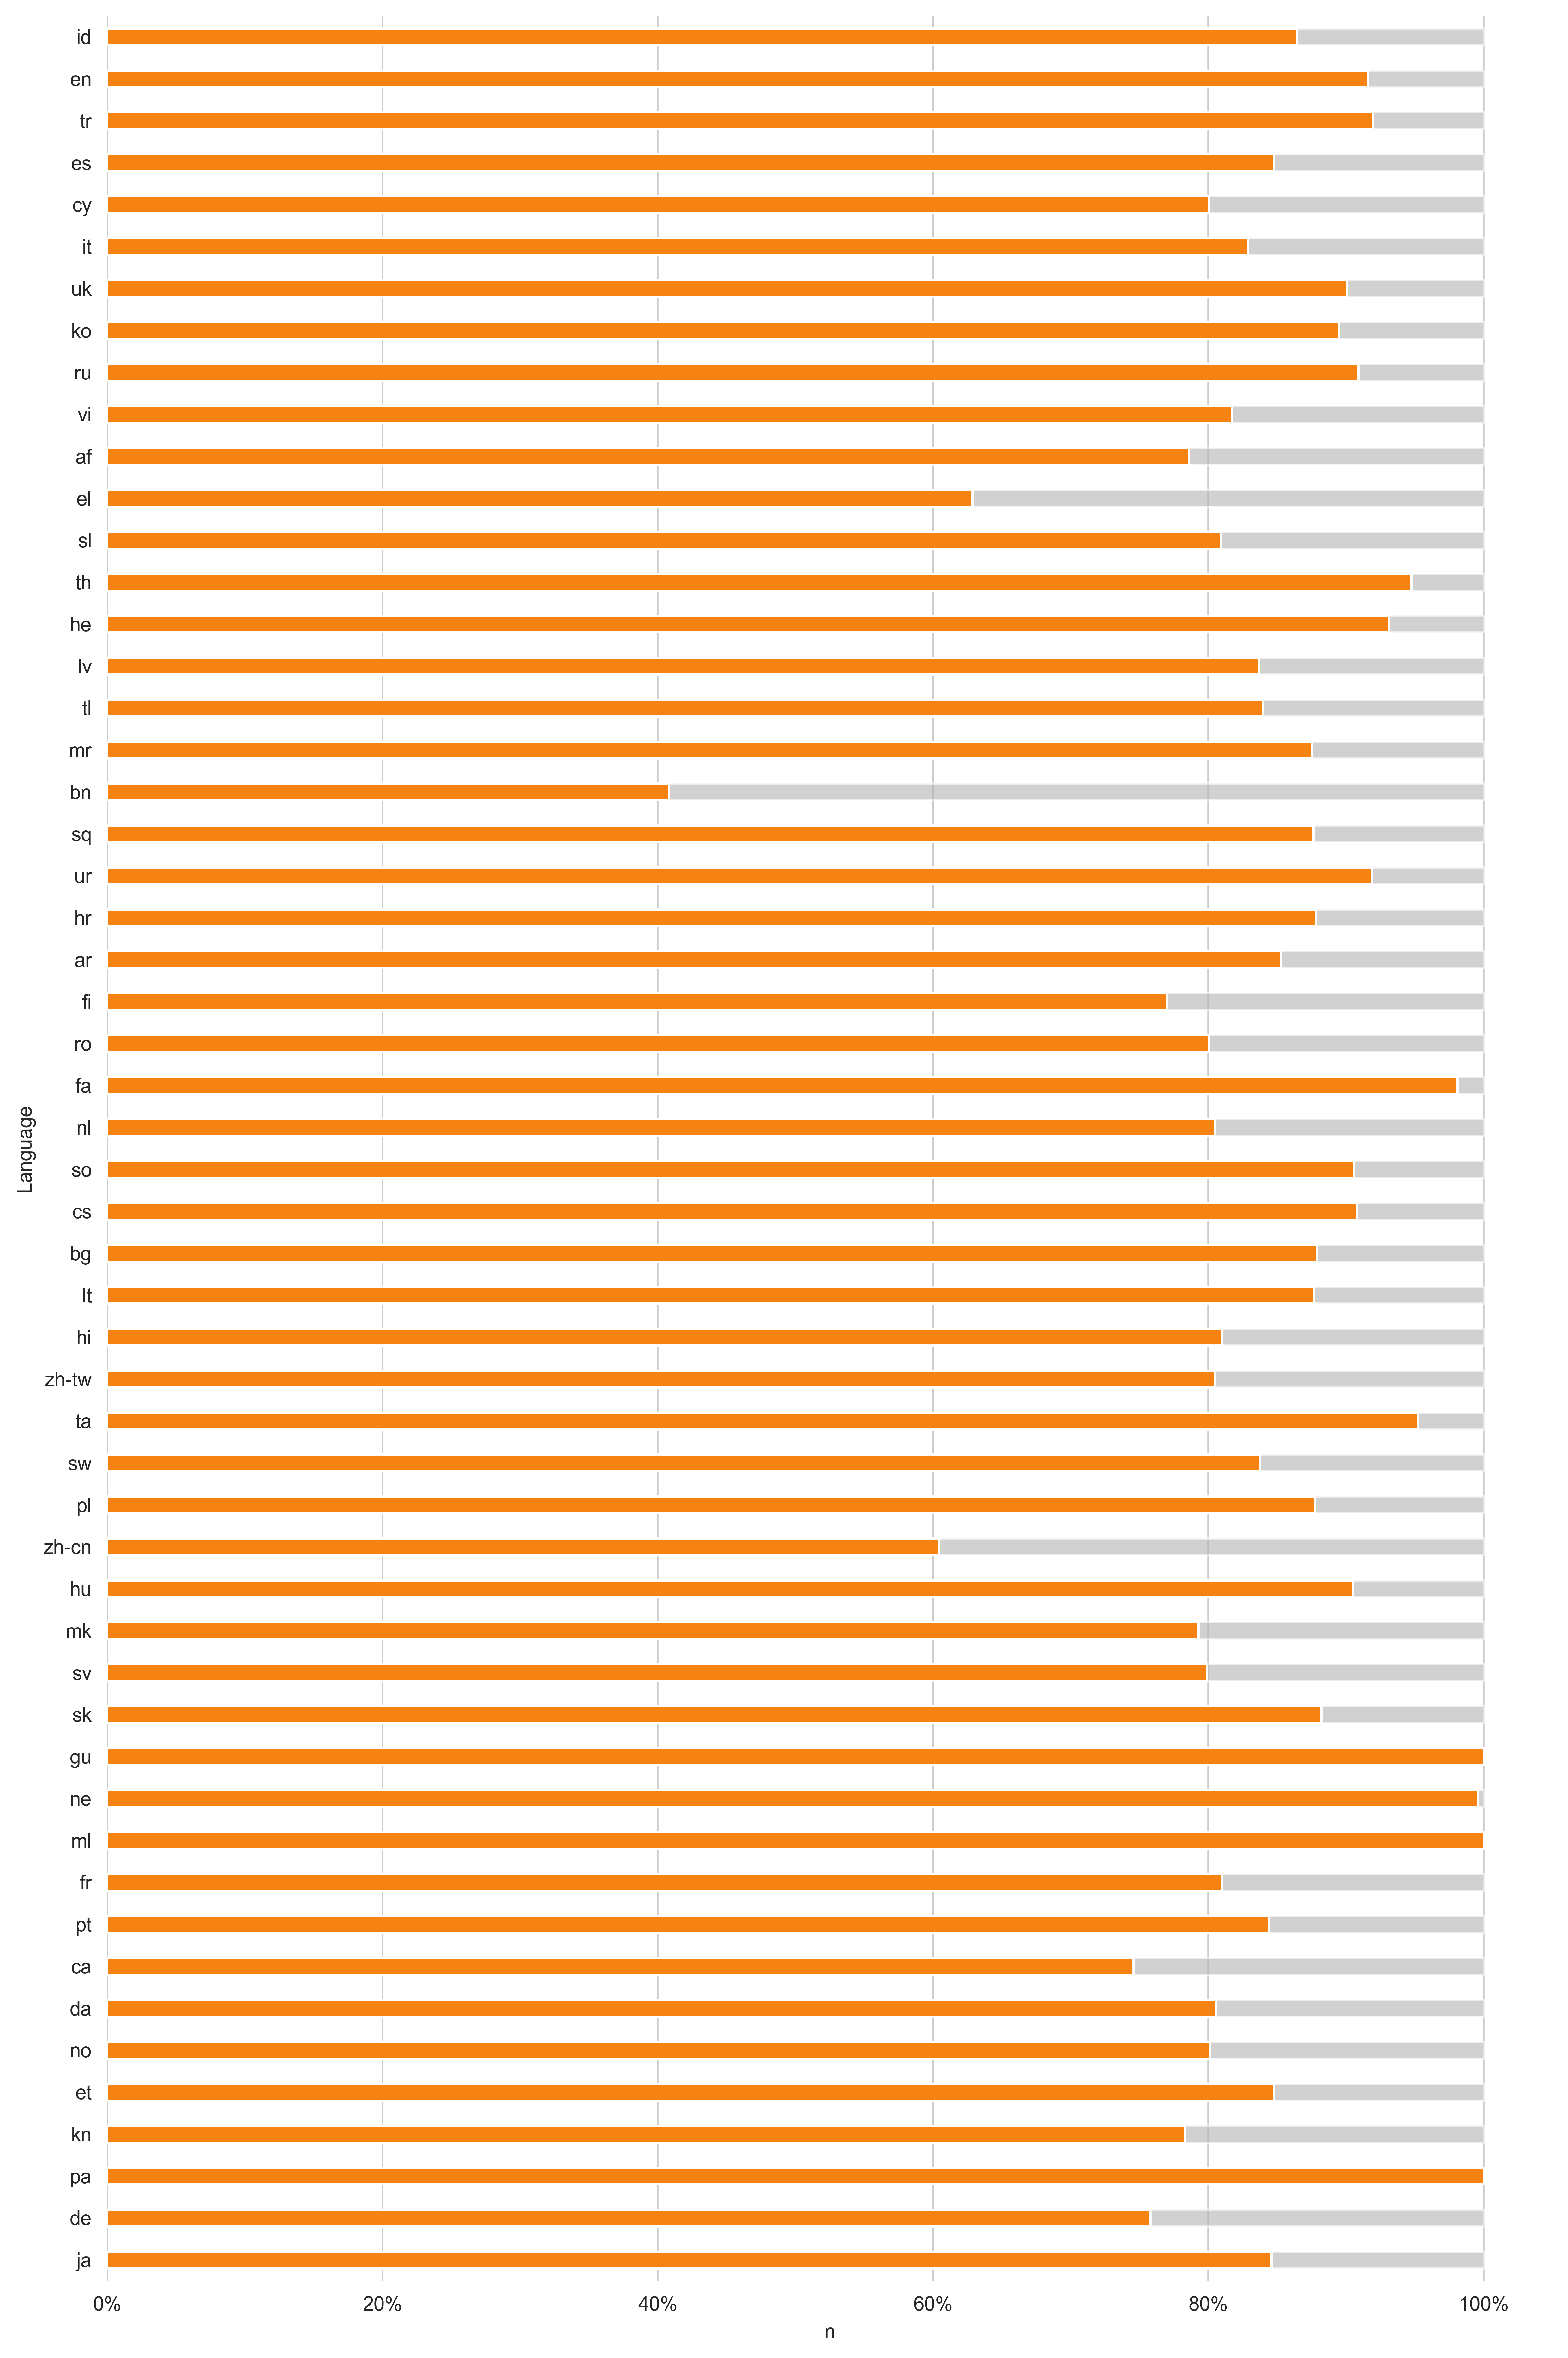 id
en
tr
es
cy
it
uk
ko
ru
vi
af
el
sl
th
he
lv
tl
mr
bn
sq
ur
hr
ar
fi
ro
fa
nl
so
cs
bg
lt
hi
zh-tw
ta
sw
pl
zh-cn
hu
mk
sv
sk
gu
ne
ml
fr
pt
ca
da
no
et
kn
pa
de
ja
Language
0% 20% 40% 60% 80% 100%
n